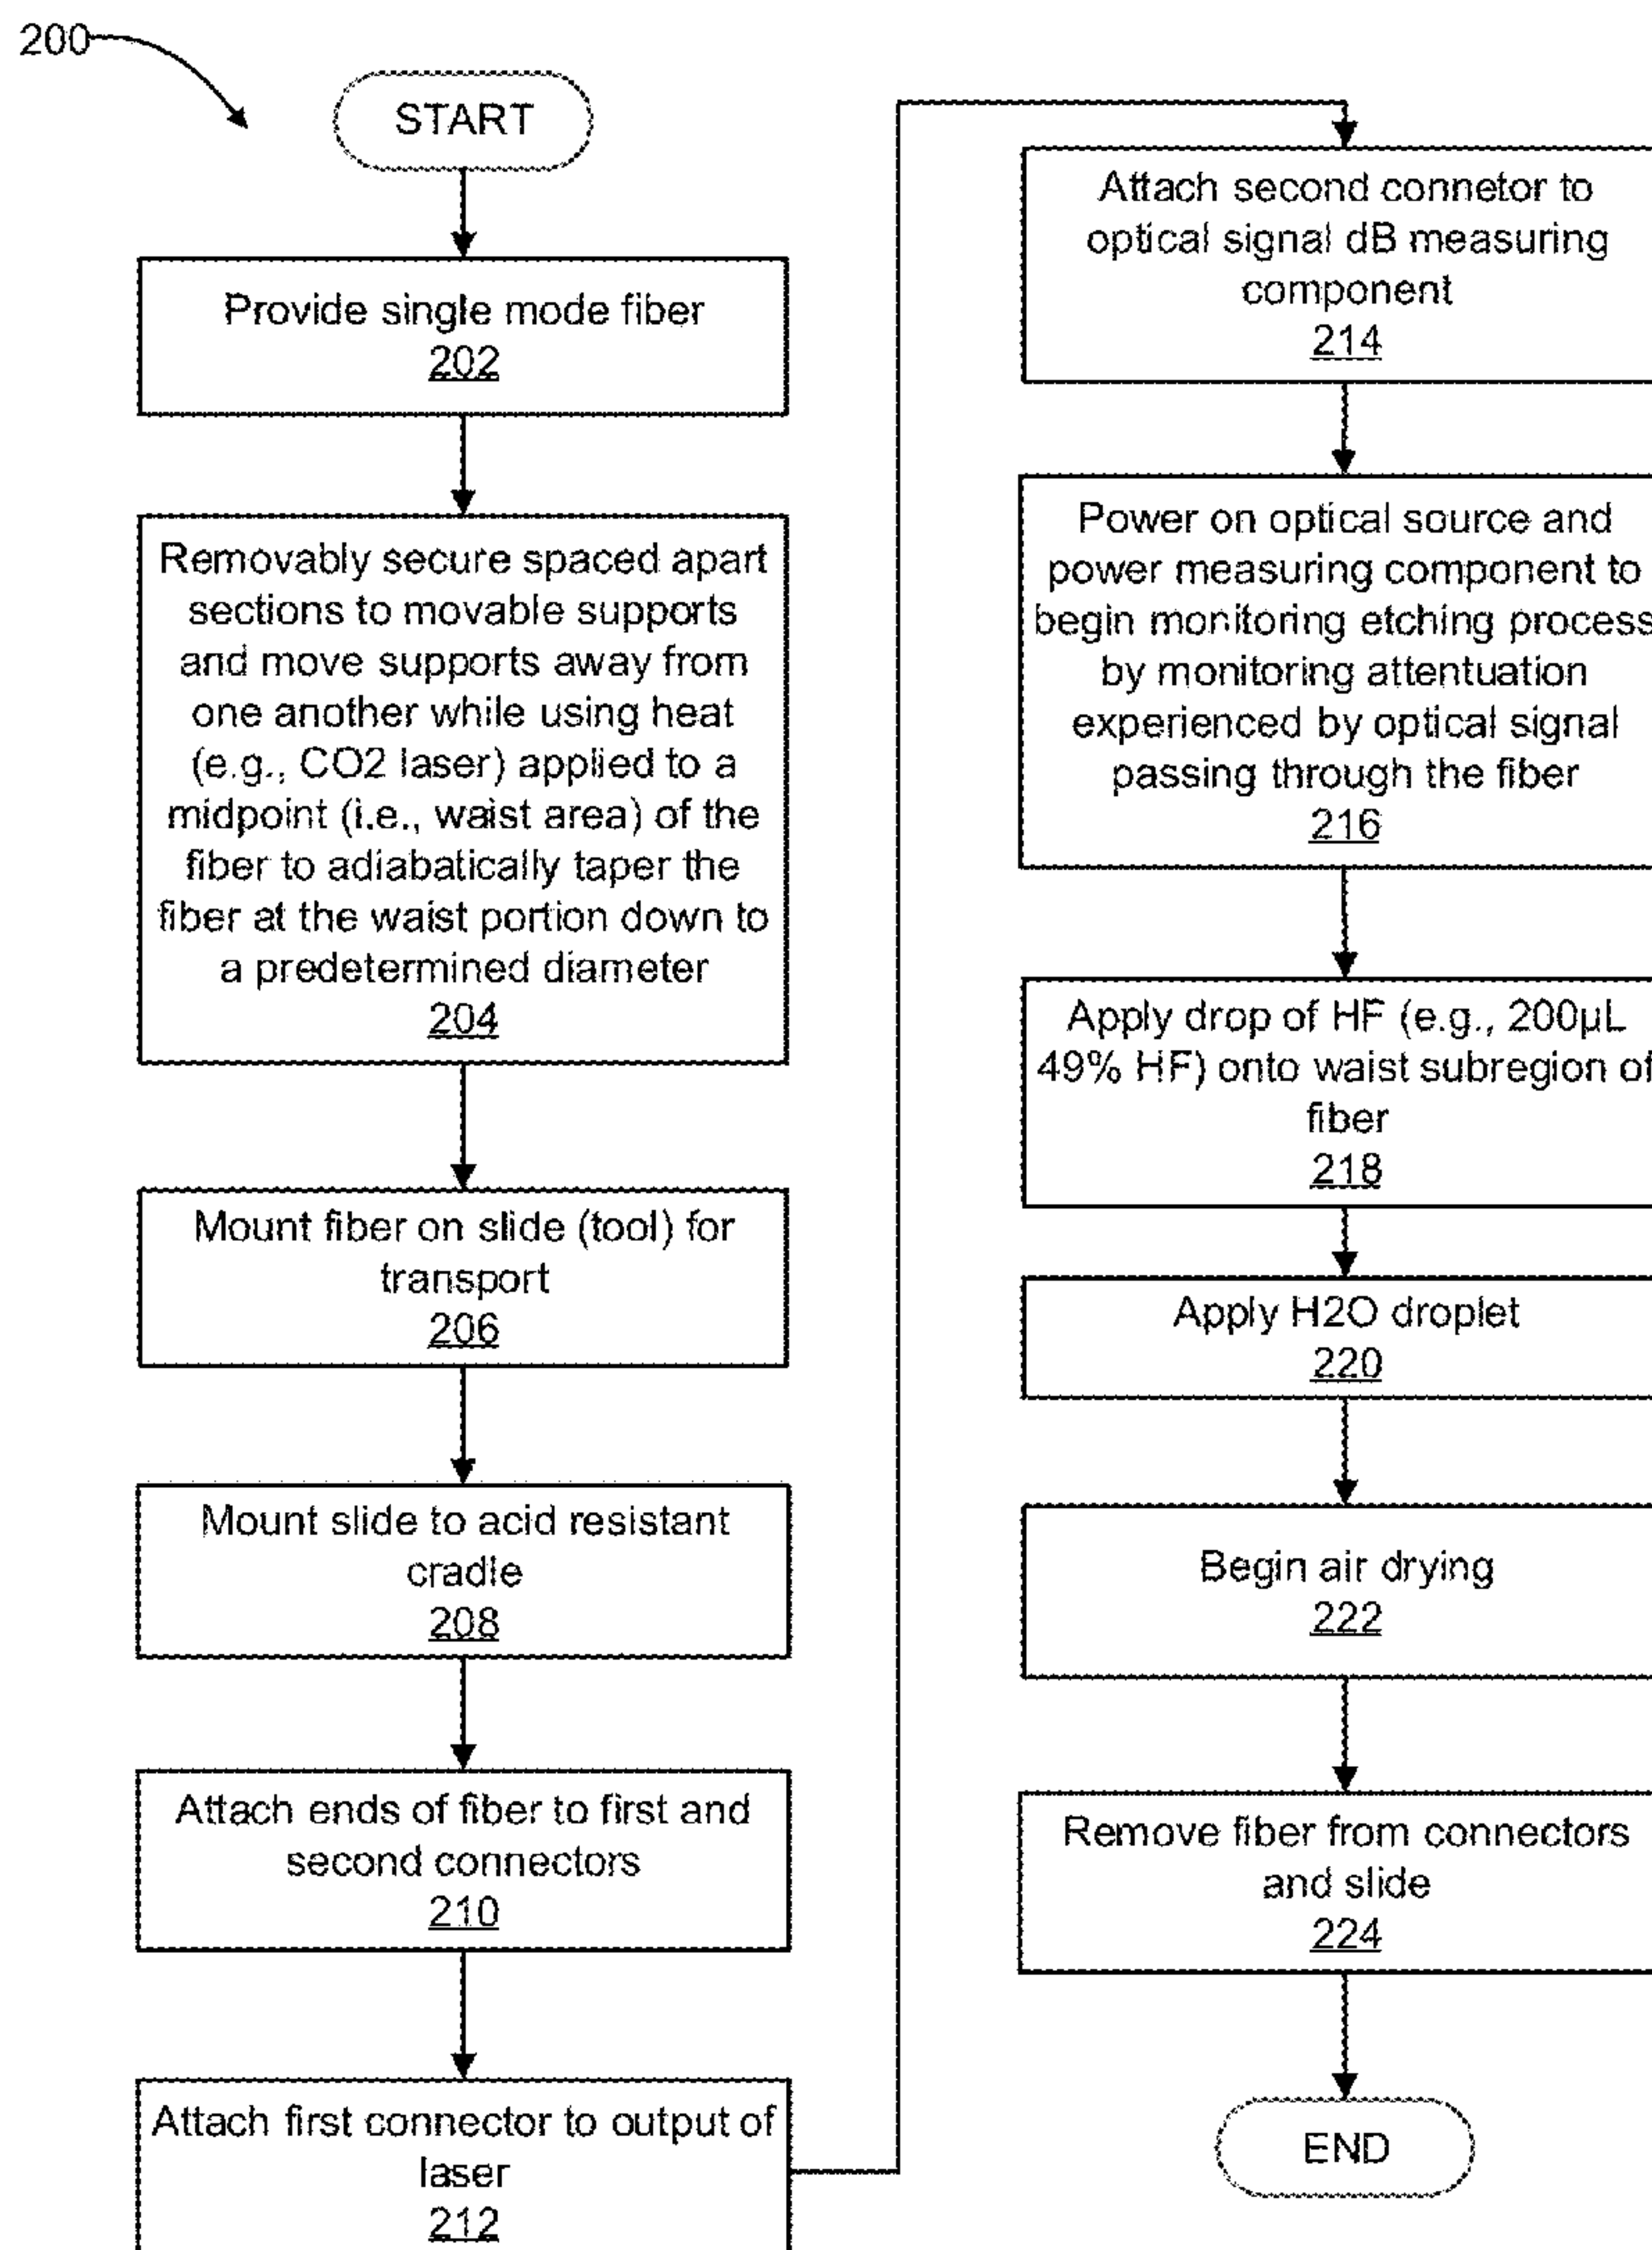 200
START
Provide single mode fiber
202
Removably secure spaced apart
sections to movable supports
and move supports away from
one another while using heat
(e.g., CO2 laser) applied to a
midpoint (i.e., waist area) of the
fiber to adiabatically taper the
fiber at the waist portion down to
a predetermined diameter
204
Mount fiber on slide (tool) for
transport
206
Mount slide to acid resistant
cradle
208
Attach ends of fiber to first and
second connectors
210
Attach first connector to output of
laser
212
Attach second connetor to
optical signal dB measuring
component
214
Power on optical source and
power measuring component to
begin monitoring etching process
by monitoring attentuation
experienced by optical signal
passing through the fiber
216
Apply drop of HF (e.g., 200µL
49% HF) onto waist subregion of
fiber
218
Apply H2O droplet
220
Begin air drying
222
Remove fiber from connectors
and slide
224
END